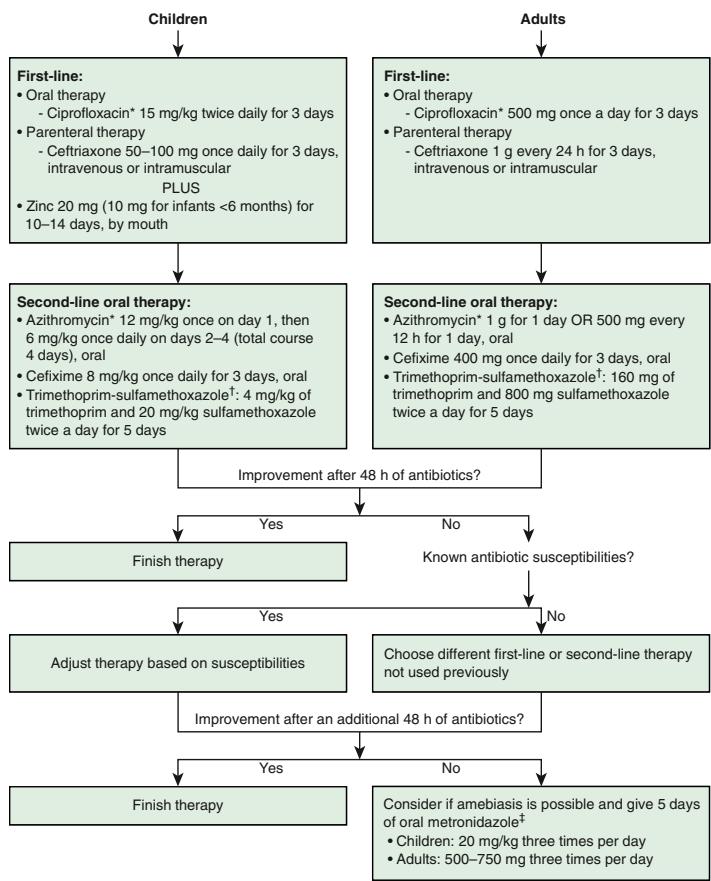 Children
Adults
First-line:
• Oral therapy
- Ciprofloxacin* 15 mg/kg twice daily for 3 days
• Parenteral therapy
- Ceftriaxone 50–100 mg once daily for 3 days,
intravenous or intramuscular
PLUS
• Zinc 20 mg (10 mg for infants <6 months) for
10–14 days, by mouth
First-line:
• Oral therapy
- Ciprofloxacin* 500 mg once a day for 3 days
• Parenteral therapy
- Ceftriaxone 1 g every 24 h for 3 days,
intravenous or intramuscular
Second-line oral therapy:
• Azithromycin* 12 mg/kg once on day 1, then
6 mg/kg once daily on days 2–4 (total course
4 days), oral
• Cefixime 8 mg/kg once daily for 3 days, oral
• Trimethoprim-sulfamethoxazole†: 4 mg/kg of
trimethoprim and 20 mg/kg sulfamethoxazole
twice a day for 5 days
Second-line oral therapy:
• Azithromycin* 1 g for 1 day OR 500 mg every
12 h for 1 day, oral
• Cefixime 400 mg once daily for 3 days, oral
• Trimethoprim-sulfamethoxazole†: 160 mg of
trimethoprim and 800 mg sulfamethoxazole
twice a day for 5 days
Improvement after 48 h of antibiotics?
Yes
No
Finish therapy
Known antibiotic susceptibilities?
Yes
No
Adjust therapy based on susceptibilities
Choose different first-line or second-line therapy
not used previously
Improvement after an additional 48 h of antibiotics?
Yes
No
Finish therapy
Consider if amebiasis is possible and give 5 days
of oral metronidazole‡
• Children: 20 mg/kg three times per day
• Adults: 500–750 mg three times per day